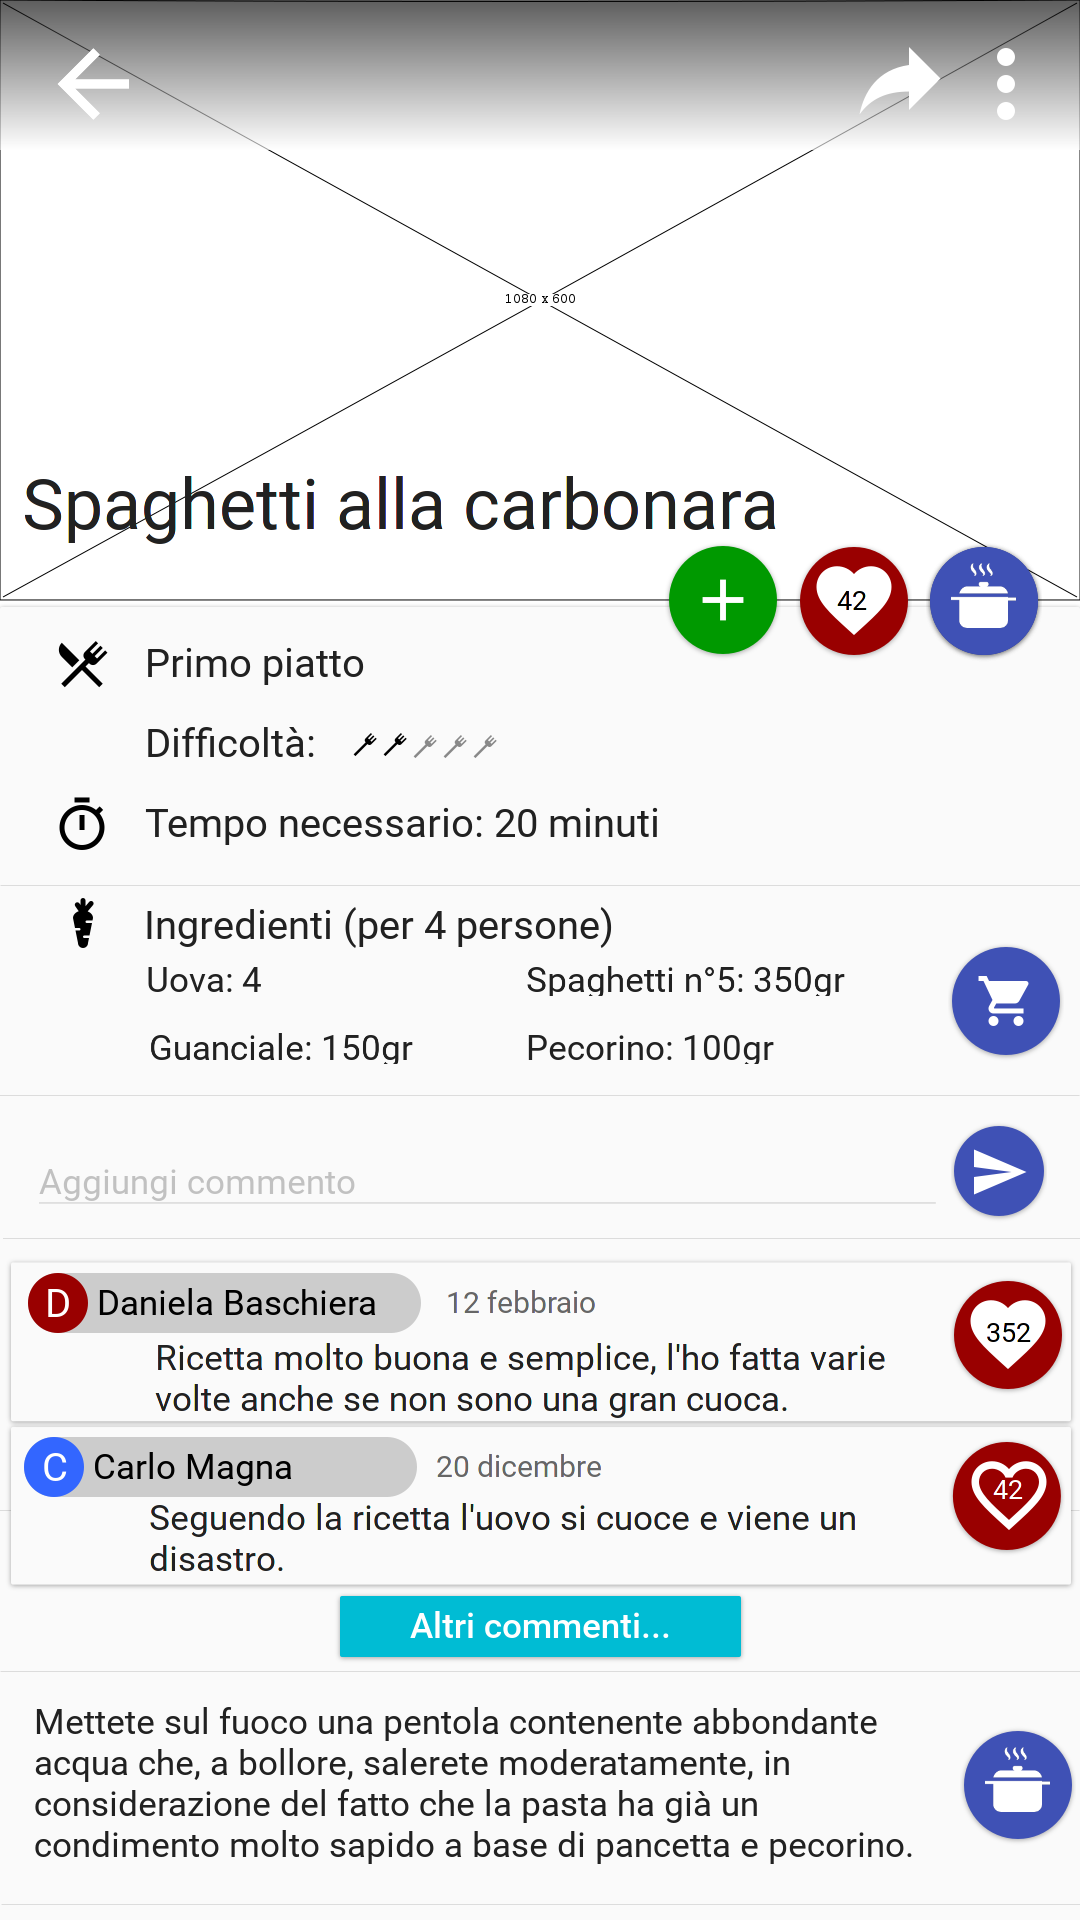 1080 x 600
Spaghetti alla carbonara
42
Primo piatto
Difficoltà:
Tempo necessario: 20 minuti
Ingredienti (per 4 persone)
Uova: 4
Spaghetti n°5: 350gr
Guanciale: 150gr
Pecorino: 100gr
Aggiungi commento
D Daniela Baschiera 12 febbraio
352
Ricetta molto buona e semplice, l'ho fatta varie
volte anche se non sono una gran cuoca.
C Carlo Magna 20 dicembre
42
Seguendo la ricetta l'uovo si cuoce e viene un
disastro.
Altri commenti...
Mettete sul fuoco una pentola contenente abbondante
acqua che, a bollore, salerete moderatamente, in
considerazione del fatto che la pasta ha già un
condimento molto sapido a base di pancetta e pecorino.